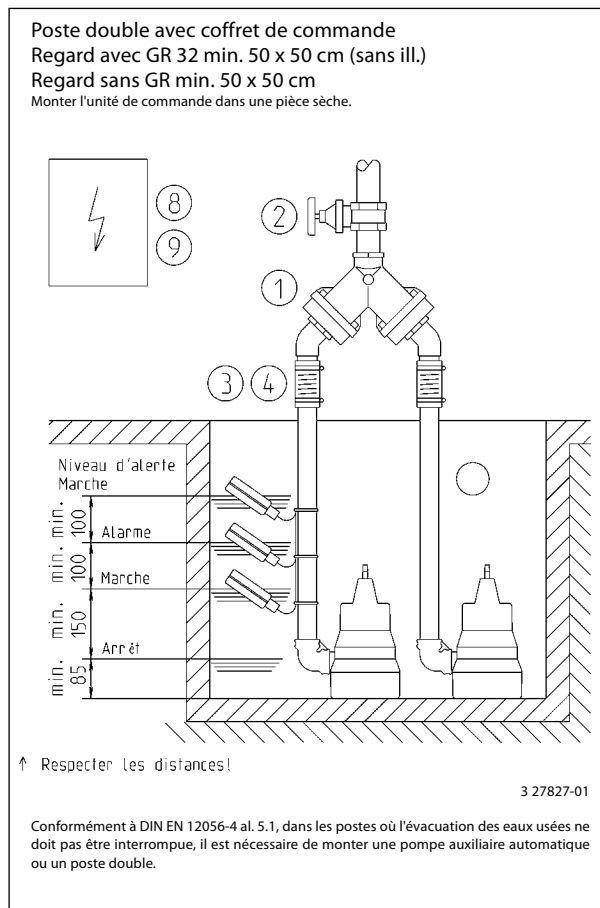 Poste double avec coffret de commande
Regard avec GR 32 min. 50 x 50 cm (sans ill.)
Regard sans GR min. 50 x 50 cm
Monter l'unité de commande dans une pièce sèche.
8
9
2
1
3 4
Niveau d'alerte
Marche
min. 100
Alarme
min. 100
Marche
min. 150
Arrêt
min. 85
↑ Respecter les distances!
3 27827-01
Conformément à DIN EN 12056-4 al. 5.1, dans les postes où l'évacuation des eaux usées ne
doit pas être interrompue, il est nécessaire de monter une pompe auxiliaire automatique
ou un poste double.